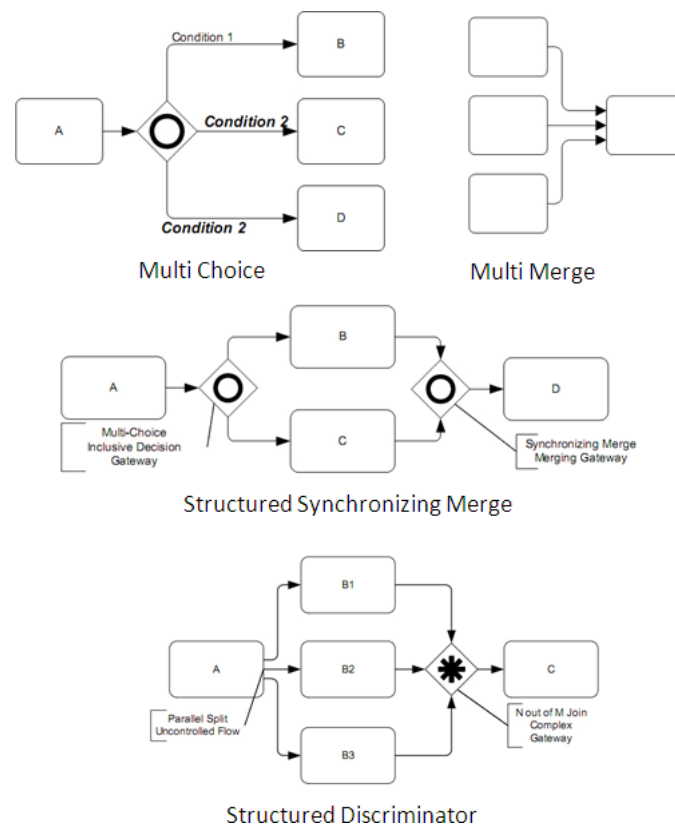 Condition 1
B
A
Condition 2
C
Condition 2
D
Multi Choice
Multi Merge
B
A
D
Multi-Choice
Inclusive Decision
Gateway
C
Synchronizing Merge
Merging Gateway
Structured Synchronizing Merge
B1
A
B2
C
Parallel Split
Uncontrolled Flow
N out of M Join
Complex
Gateway
B3
Structured Discriminator